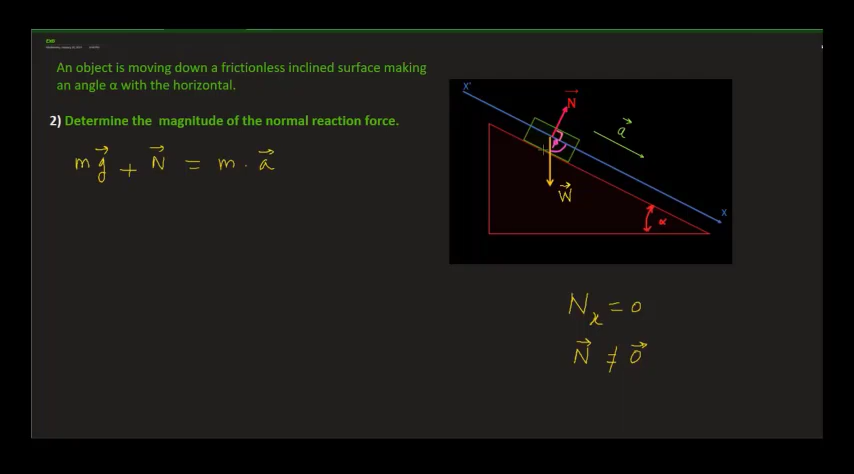 An object is moving down a frictionless inclined surface making
an angle α with the horizontal.
2) Determine the magnitude of the normal reaction force.
mg⃗ + N⃗ = m . a⃗
X'
N⃗
a⃗
W⃗
α
X
Nₓ = 0
N⃗ ≠ 0⃗